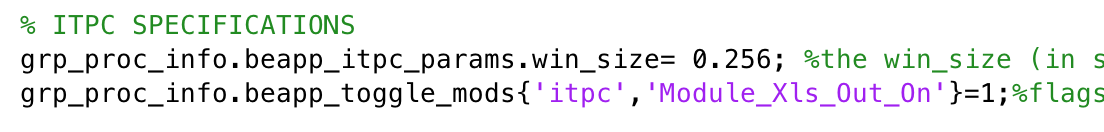 % ITPC SPECIFICATIONS
grp_proc_info.beapp_itpc_params.win_size= 0.256; %the win_size (in s
grp_proc_info.beapp_toggle_mods{'itpc','Module_Xls_Out_On'}=1;%flags